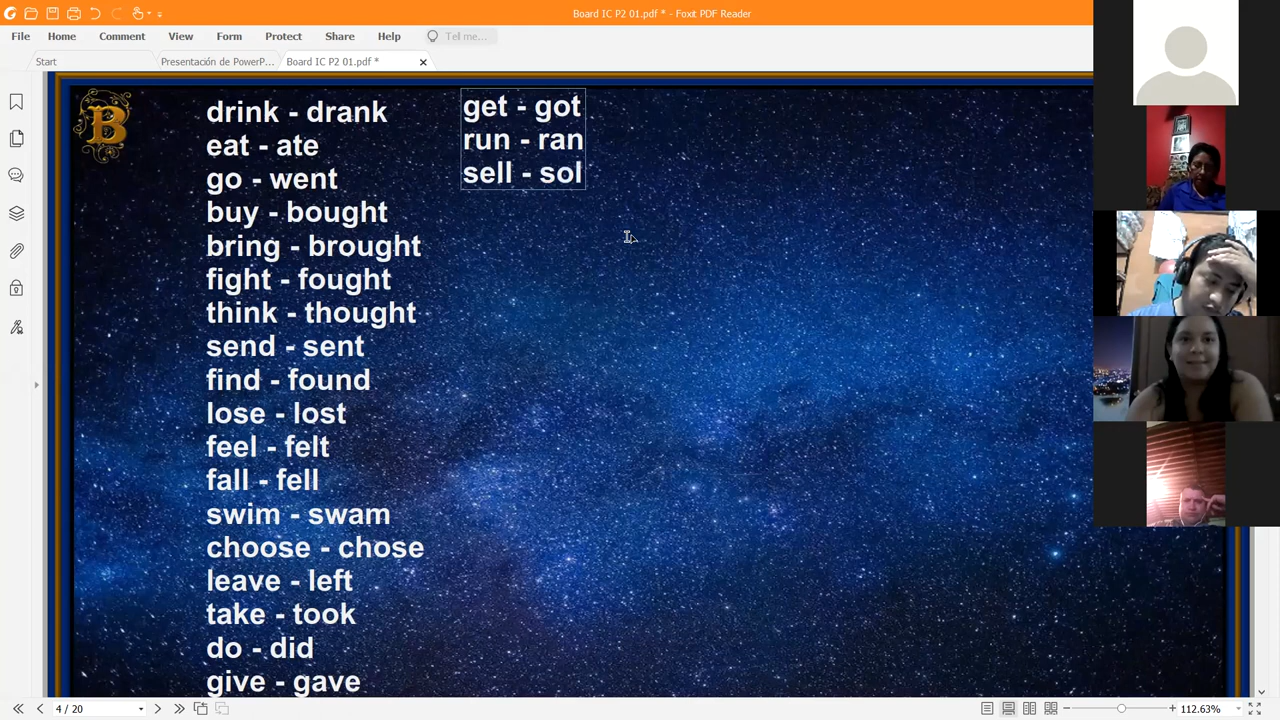 Board IC P2 01.pdf * - Foxit PDF Reader
File Home Comment View Form Protect Share Help Tell me...
Start Presentación de PowerP... Board IC P2 01.pdf *
B
drink - drank
eat - ate
go - went
buy - bought
bring - brought
fight - fought
think - thought
send - sent
find - found
lose - lost
feel - felt
fall - fell
swim - swam
choose - chose
leave - left
take - took
do - did
give - gave
get - got
run - ran
sell - sol
4 / 20
112.63%